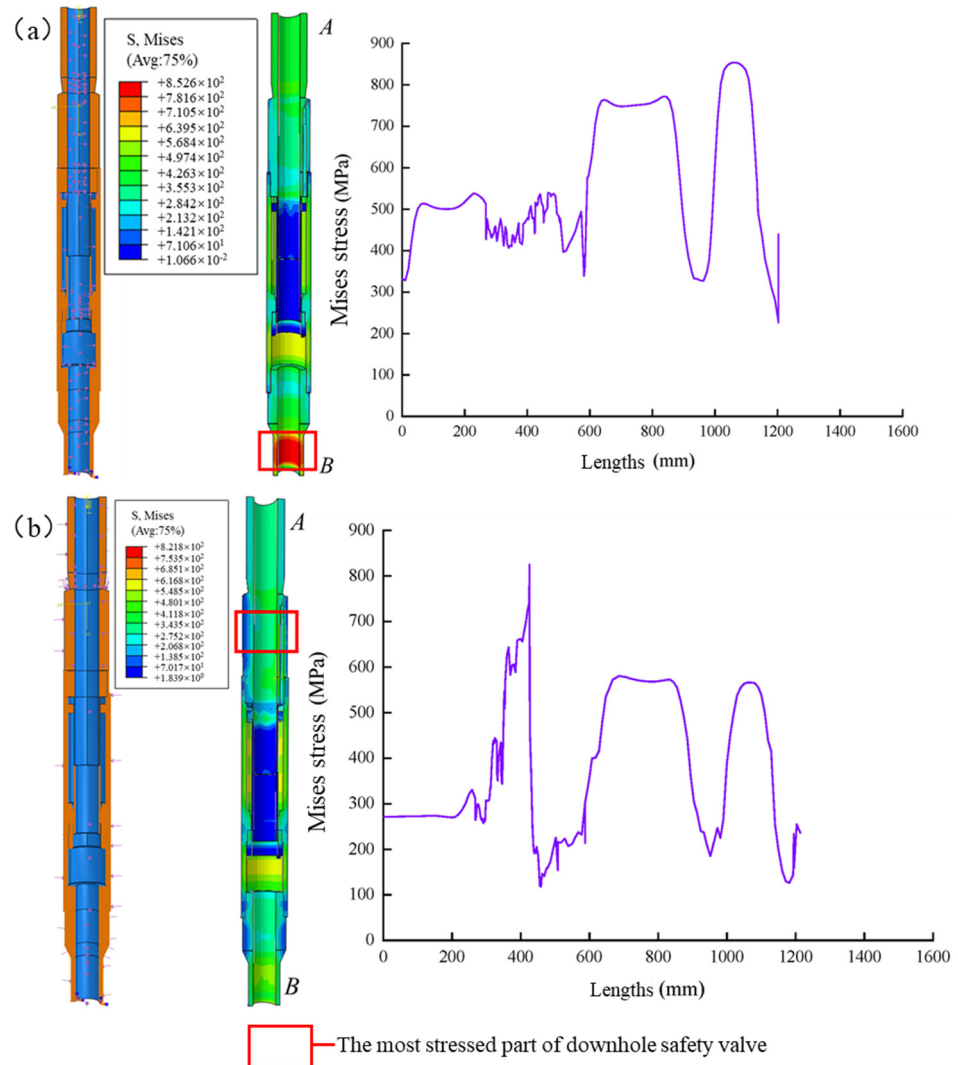 (a)
S, Mises
(Avg:75%)
+8.526×10²
+7.816×10²
+7.105×10²
+6.395×10²
+5.684×10²
+4.974×10²
+4.263×10²
+3.553×10²
+2.842×10²
+2.132×10²
+1.421×10²
+7.106×10¹
+1.066×10⁻²
A
B
Mises stress (MPa)
900
800
700
600
500
400
300
200
100
0
0 200 400 600 800 1000 1200 1400 1600
Lengths (mm)
(b)
S, Mises
(Avg:75%)
+8.218×10²
+7.535×10²
+6.851×10²
+6.168×10²
+5.485×10²
+4.801×10²
+4.118×10²
+3.435×10²
+2.752×10²
+2.068×10²
+1.385×10²
+7.017×10¹
+1.839×10⁰
A
B
Mises stress (MPa)
900
800
700
600
500
400
300
200
100
0
0 200 400 600 800 1000 1200 1400 1600
Lengths (mm)
The most stressed part of downhole safety valve